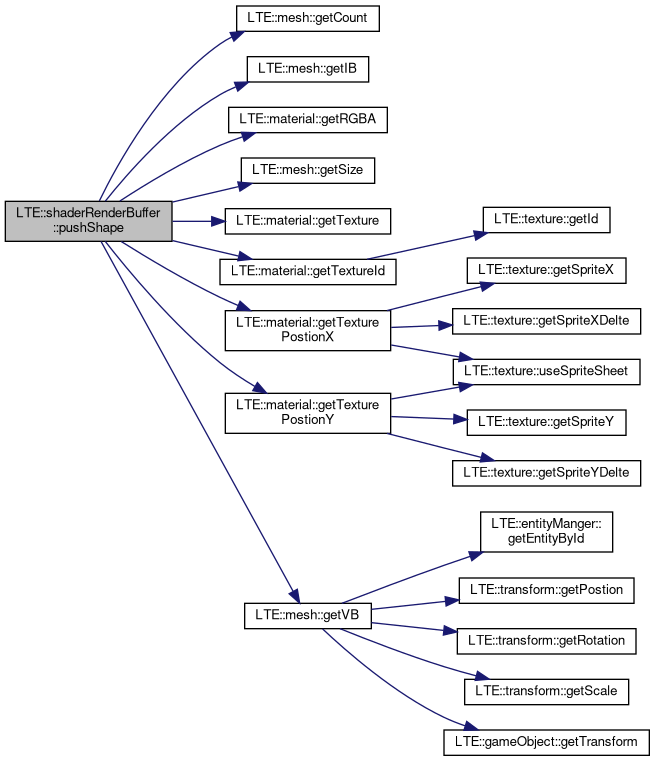 LTE::shaderRenderBuffer
::pushShape
LTE::mesh::getCount
LTE::mesh::getIB
LTE::material::getRGBA
LTE::mesh::getSize
LTE::material::getTexture
LTE::material::getTextureId
LTE::texture::getId
LTE::material::getTexture
PostionX
LTE::texture::getSpriteX
LTE::texture::getSpriteXDelte
LTE::texture::useSpriteSheet
LTE::material::getTexture
PostionY
LTE::texture::getSpriteY
LTE::texture::getSpriteYDelte
LTE::mesh::getVB
LTE::entityManger::
getEntityById
LTE::transform::getPostion
LTE::transform::getRotation
LTE::transform::getScale
LTE::gameObject::getTransform